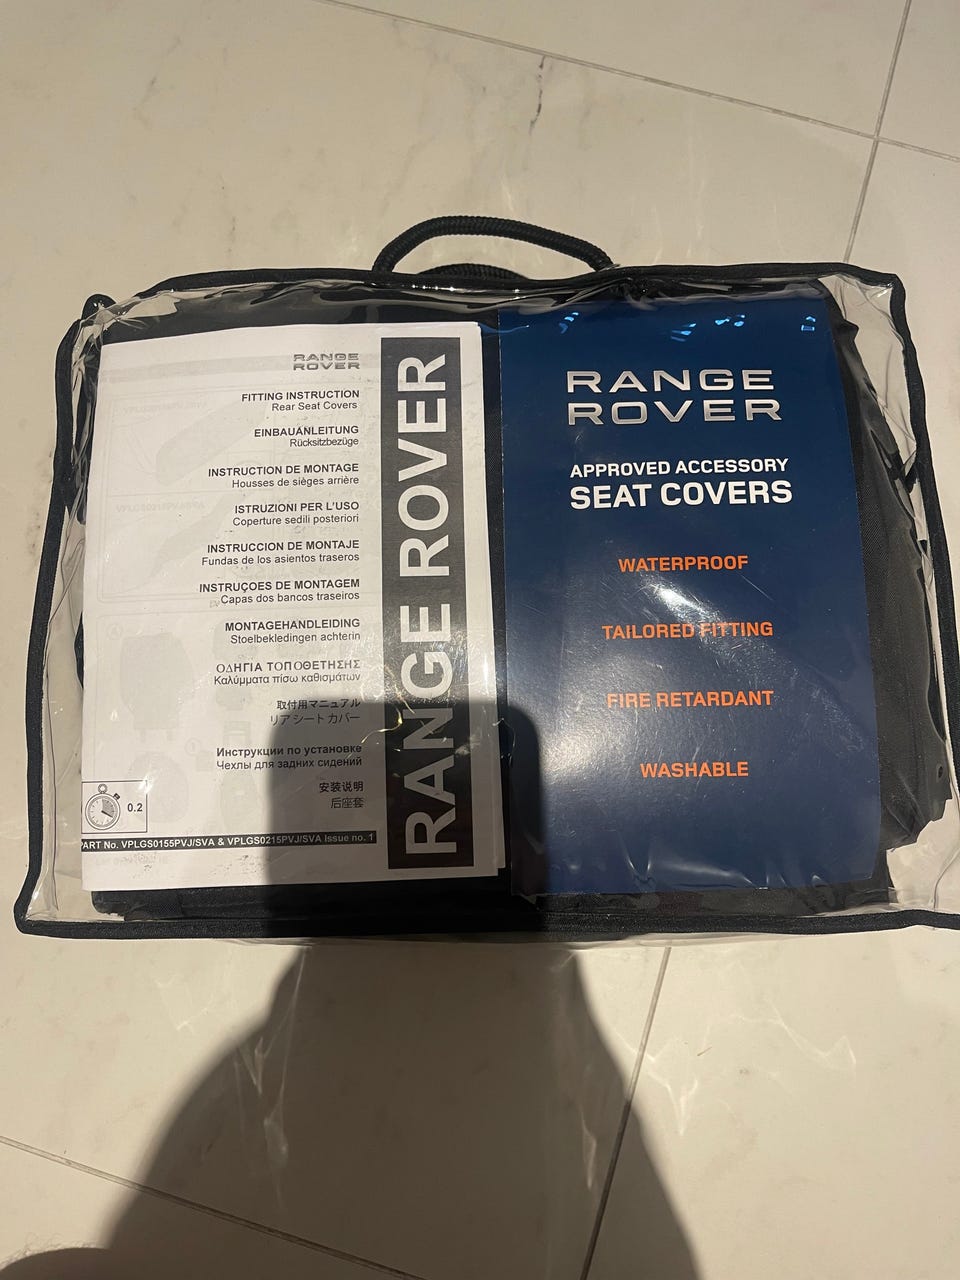 RANGE
ROVER
FITTING INSTRUCTION
Rear Seat Covers
EINBAUANLEITUNG
Rücksitzbezüge
INSTRUCTION DE MONTAGE
Housses de sièges arrière
ISTRUZIONI PER L'USO
Coperture sedili posteriori
INSTRUCCION DE MONTAJE
Fundas de los asientos traseros
INSTRUÇOES DE MONTAGEM
Capas dos bancos traseiros
MONTAGEHANDLEIDING
Stoelbekledingen achterin
ΟΔΗΓΙΑ ΤΟΠΟΘΕΤΗΣΗΣ
Καλύμματα πίσω καθισμάτων
取付用マニュアル
リア シート カバー
Инструкции по установке
Чехлы для задних сидений
安装说明
后座套
0.2
PART No. VPLGS0155PVJ/SVA & VPLGS0215PVJ/SVA Issue no. 1
RANGE ROVER
RANGE
ROVER
APPROVED ACCESSORY
SEAT COVERS
WATERPROOF
TAILORED FITTING
FIRE RETARDANT
WASHABLE